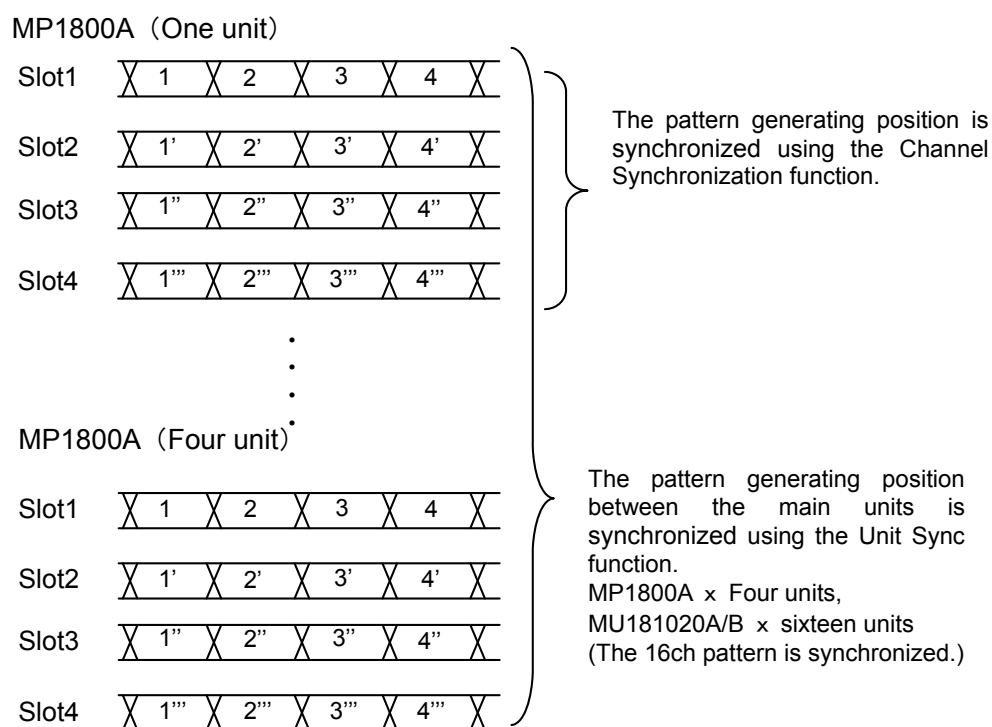 MP1800A（One unit）
Slot1 1 2 3 4
Slot2 1' 2' 3' 4'
Slot3 1'' 2'' 3'' 4''
Slot4 1''' 2''' 3''' 4'''
The pattern generating position is
synchronized using the Channel
Synchronization function.
MP1800A（Four unit）
Slot1 1 2 3 4
Slot2 1' 2' 3' 4'
Slot3 1'' 2'' 3'' 4''
Slot4 1''' 2''' 3''' 4'''
The pattern generating position
between the main units is
synchronized using the Unit Sync
function.
MP1800A × Four units,
MU181020A/B × sixteen units
(The 16ch pattern is synchronized.)